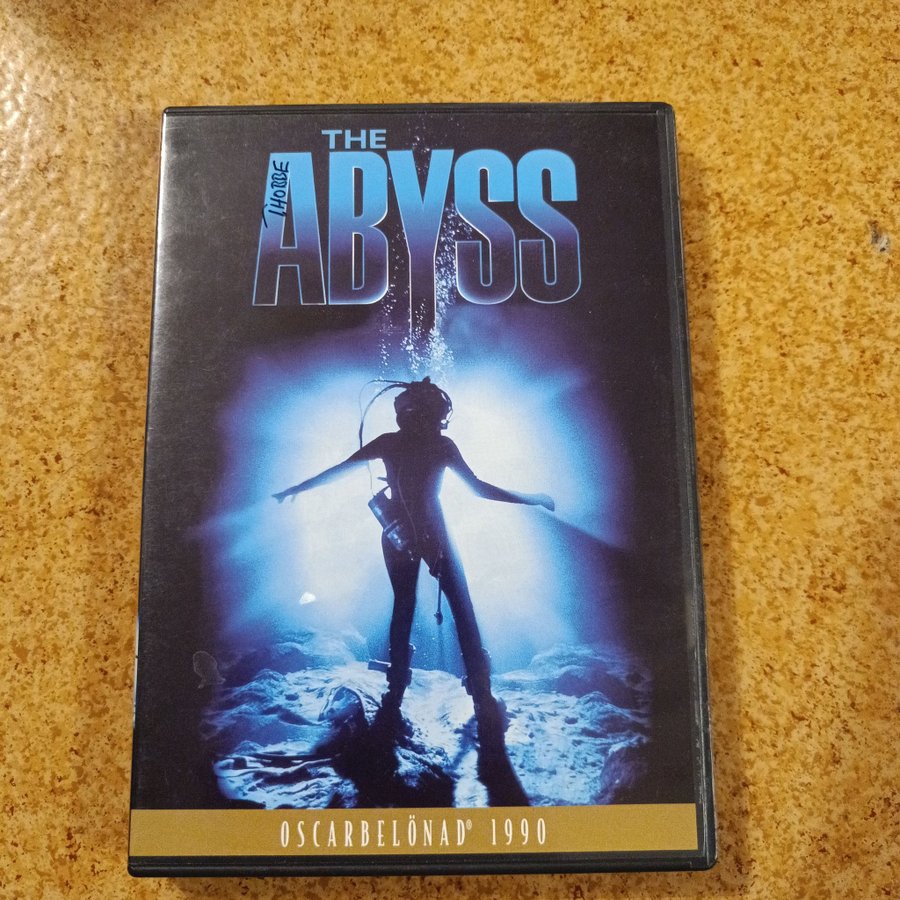 THE
ABYSS
THOBBE
OSCARBELÖNAD® 1990